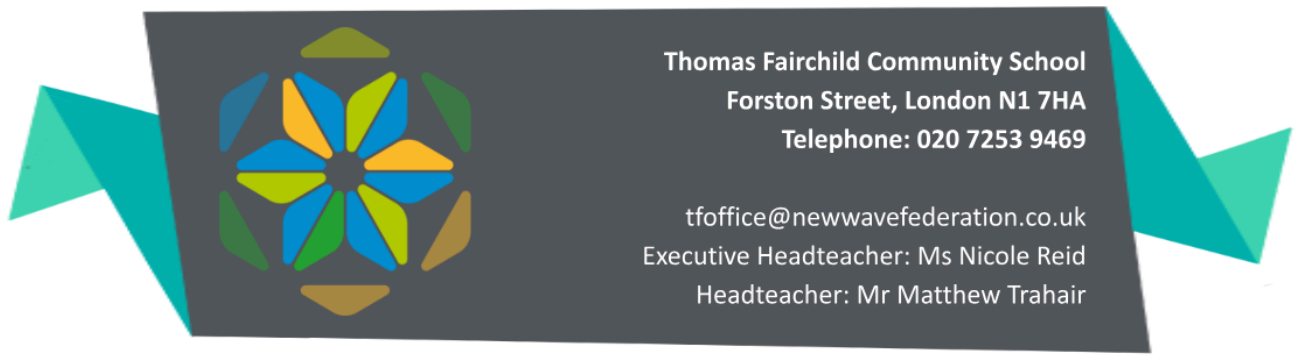 Thomas Fairchild Community School
Forston Street, London N1 7HA
Telephone: 020 7253 9469
tfoffice@newwavefederation.co.uk
Executive Headteacher: Ms Nicole Reid
Headteacher: Mr Matthew Trahair